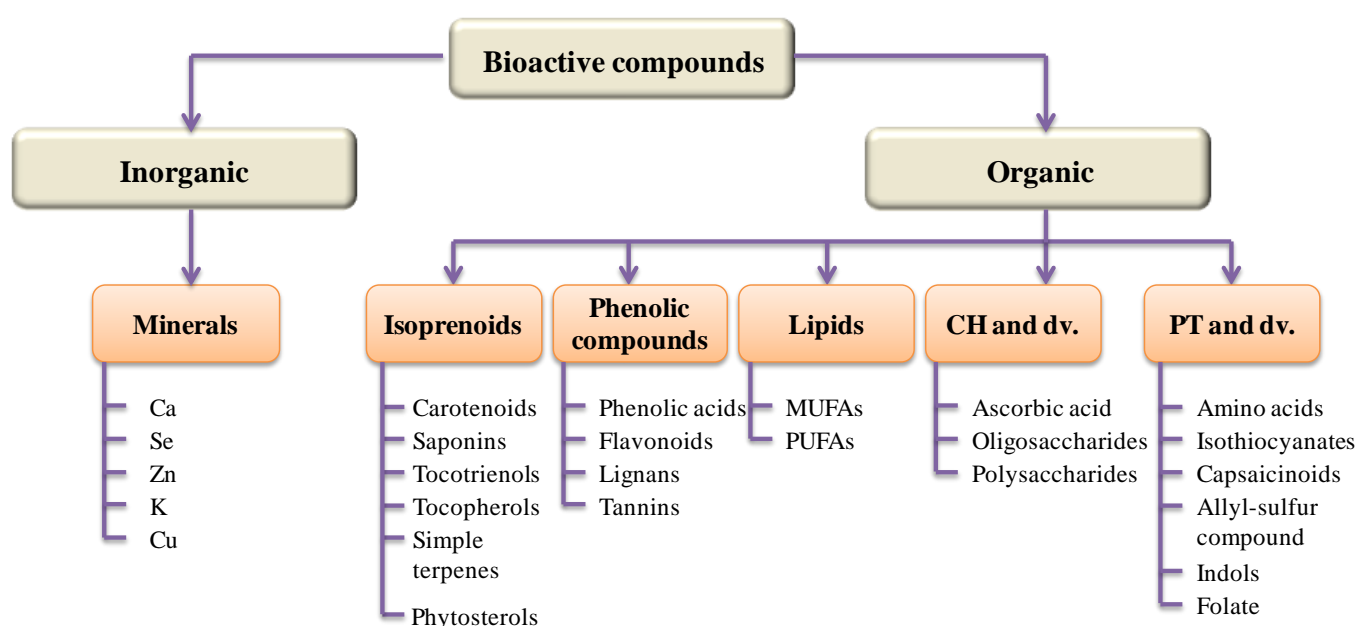 Bioactive compounds
Inorganic
Organic
Minerals
Isoprenoids
Phenolic
compounds
Lipids
CH and dv.
PT and dv.
Ca
Se
Zn
K
Cu
Carotenoids
Saponins
Tocotrienols
Tocopherols
Simple
terpenes
Phytosterols
Phenolic acids
Flavonoids
Lignans
Tannins
MUFAs
PUFAs
Ascorbic acid
Oligosaccharides
Polysaccharides
Amino acids
Isothiocyanates
Capsaicinoids
Allyl-sulfur
compound
Indols
Folate